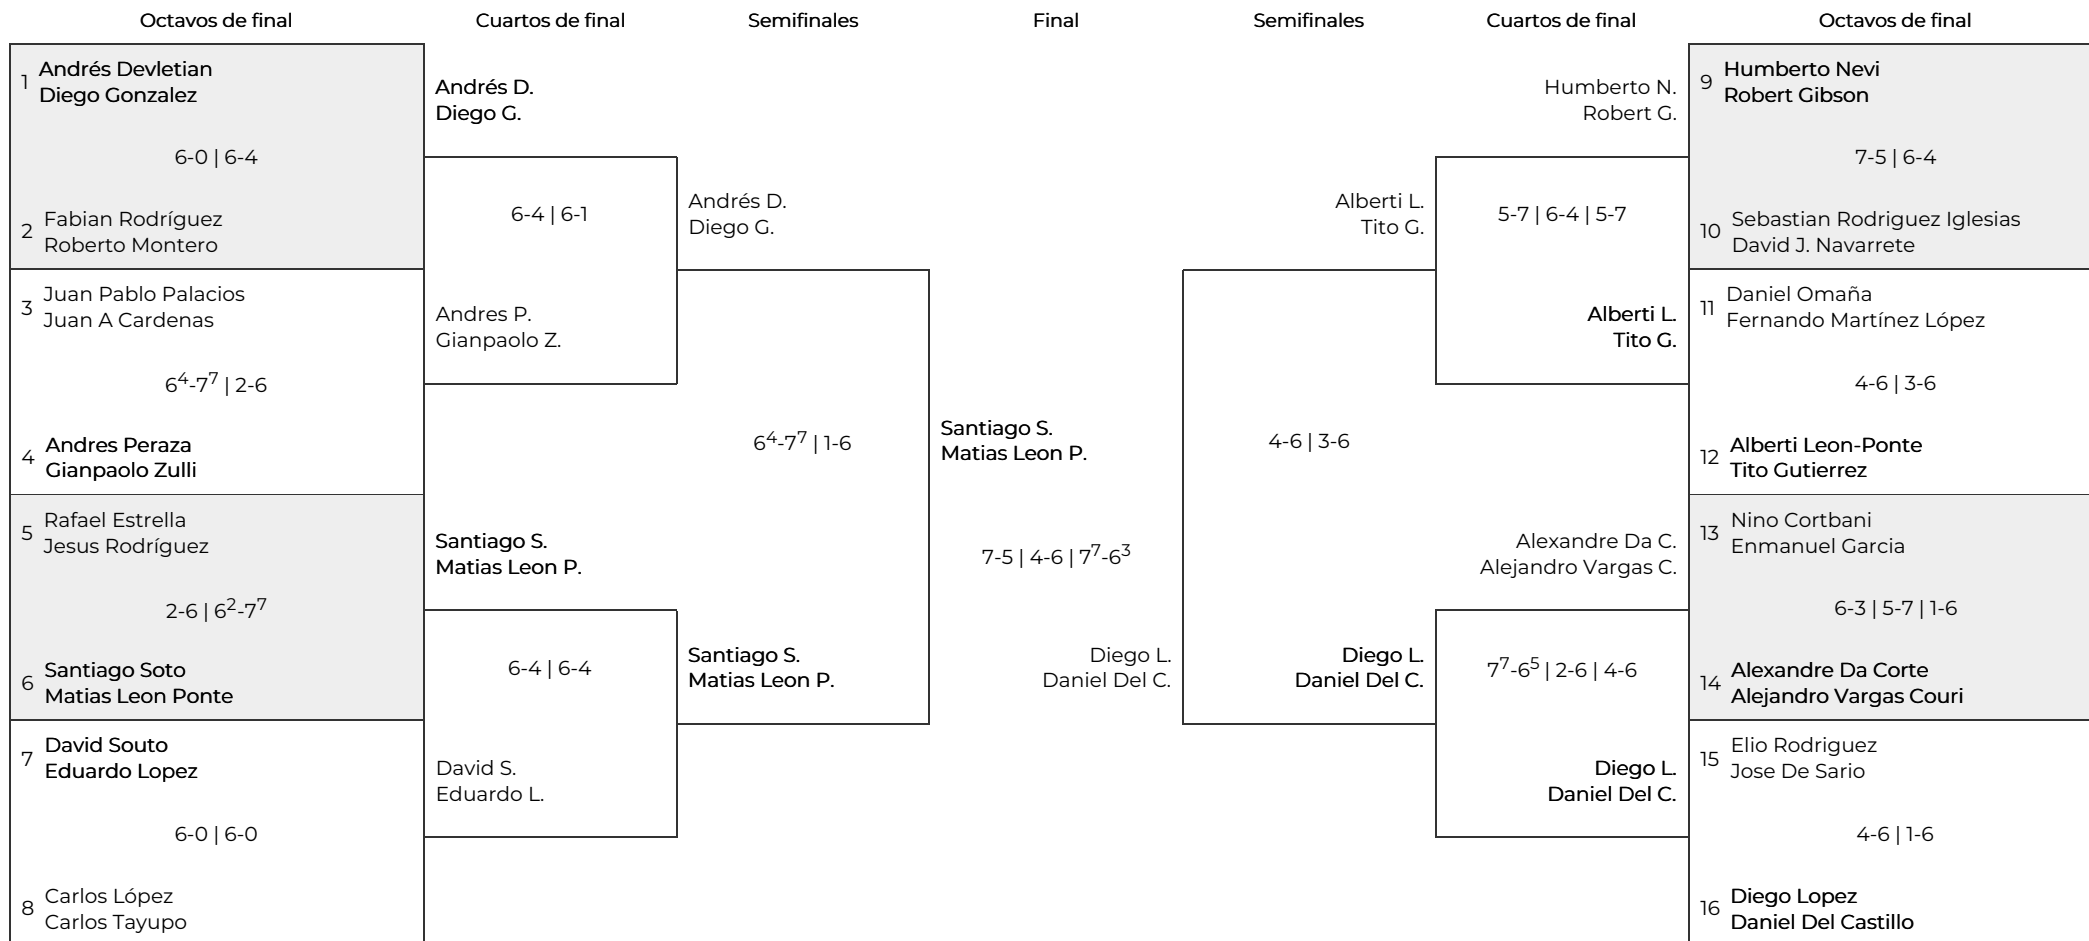 Octavos de final
Cuartos de final
Semifinales
Final
Semifinales
Cuartos de final
Octavos de final
1
Andrés Devletian
Diego Gonzalez
6-0 | 6-4
2
Fabian Rodríguez
Roberto Montero
3
Juan Pablo Palacios
Juan A Cardenas
6⁴-7⁷ | 2-6
4
Andres Peraza
Gianpaolo Zulli
5
Rafael Estrella
Jesus Rodríguez
2-6 | 6²-7⁷
6
Santiago Soto
Matias Leon Ponte
7
David Souto
Eduardo Lopez
6-0 | 6-0
8
Carlos López
Carlos Tayupo
Andrés D.
Diego G.
6-4 | 6-1
Andres P.
Gianpaolo Z.
Santiago S.
Matias Leon P.
6-4 | 6-4
David S.
Eduardo L.
Andrés D.
Diego G.
6⁴-7⁷ | 1-6
Santiago S.
Matias Leon P.
Santiago S.
Matias Leon P.
7-5 | 4-6 | 7⁷-6³
Diego L.
Daniel Del C.
Alberti L.
Tito G.
4-6 | 3-6
Diego L.
Daniel Del C.
Humberto N.
Robert G.
5-7 | 6-4 | 5-7
Alberti L.
Tito G.
Alexandre Da C.
Alejandro Vargas C.
7⁷-6⁵ | 2-6 | 4-6
Diego L.
Daniel Del C.
9
Humberto Nevi
Robert Gibson
7-5 | 6-4
10
Sebastian Rodriguez Iglesias
David J. Navarrete
11
Daniel Omaña
Fernando Martínez López
4-6 | 3-6
12
Alberti Leon-Ponte
Tito Gutierrez
13
Nino Cortbani
Enmanuel Garcia
6-3 | 5-7 | 1-6
14
Alexandre Da Corte
Alejandro Vargas Couri
15
Elio Rodriguez
Jose De Sario
4-6 | 1-6
16
Diego Lopez
Daniel Del Castillo